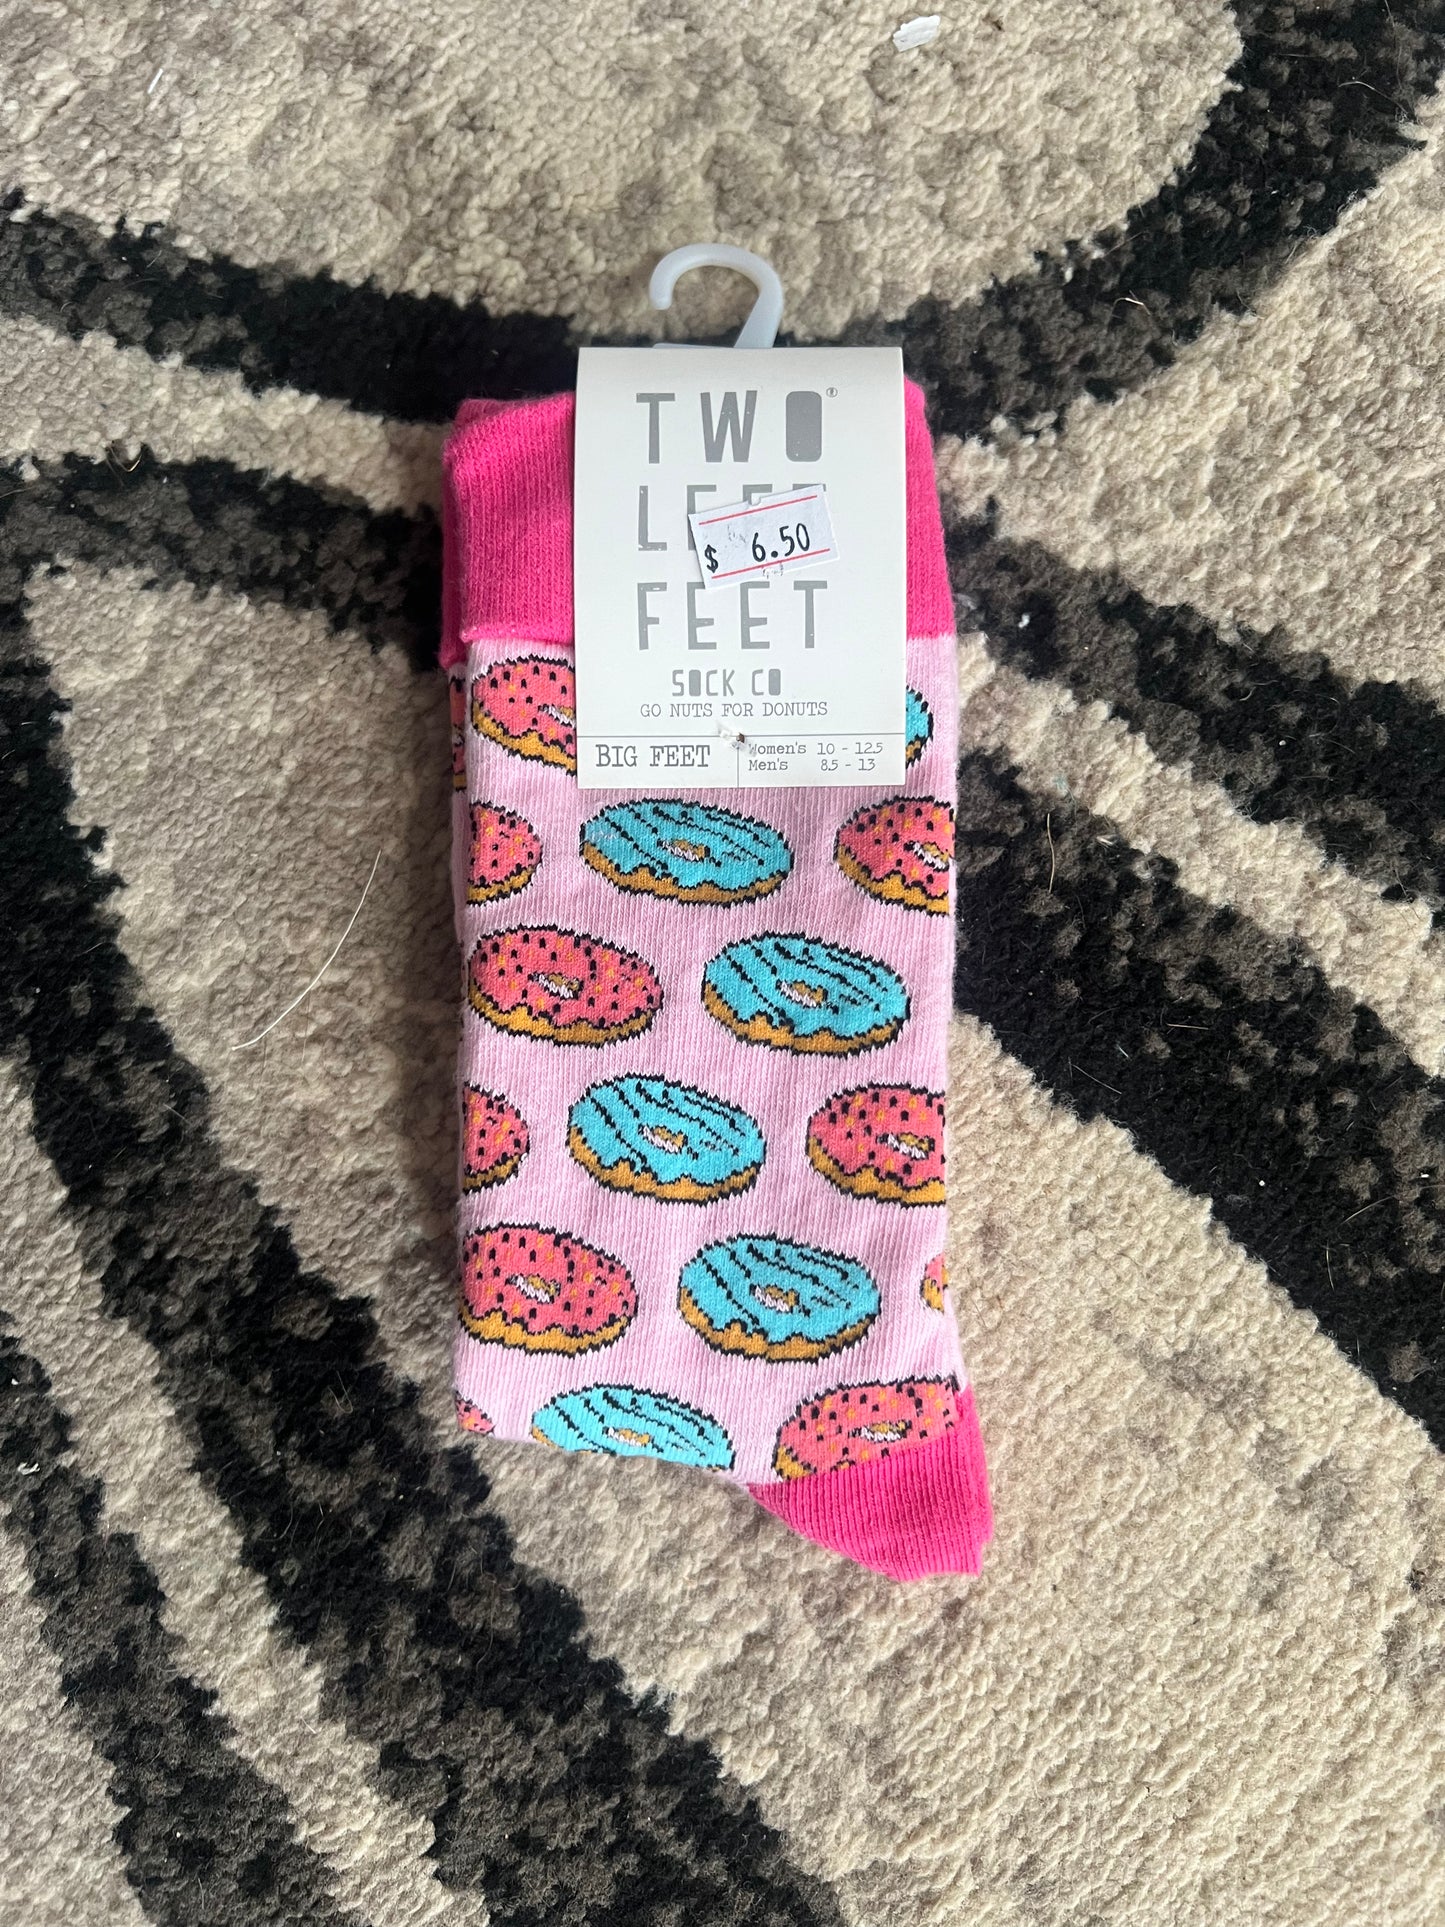 TWO®
LEFT
$ 6.50
FEET
SOCK CO
GO NUTS FOR DONUTS
BIG FEET
Women's 10 - 12.5
Men's 8.5 - 13